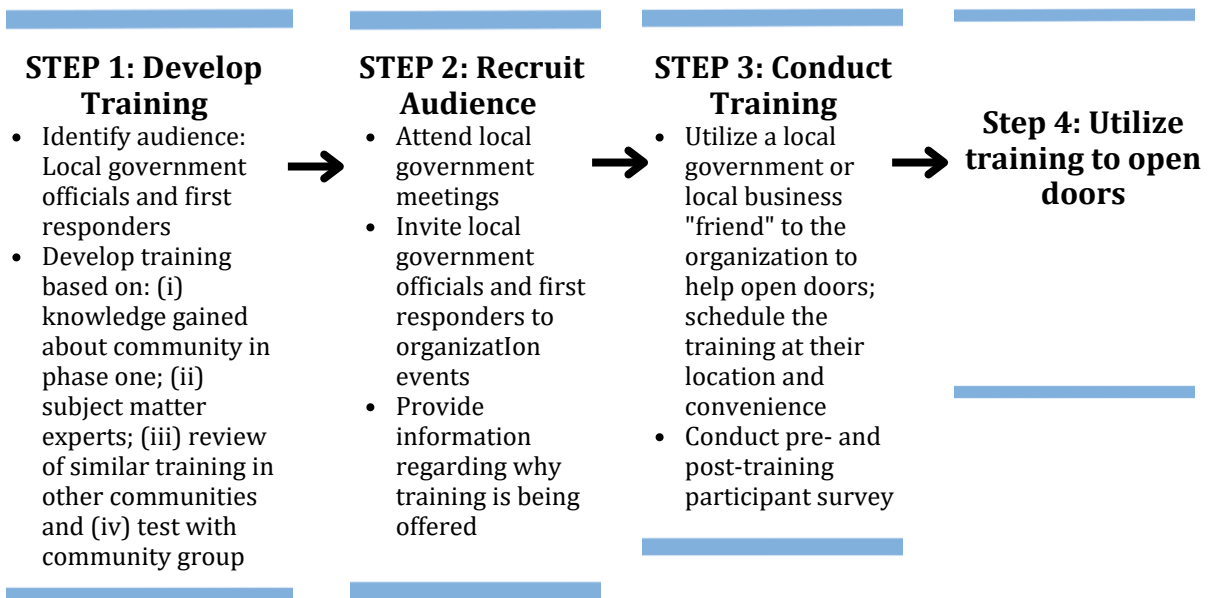 STEP 1: Develop
Training
• Identify audience:
Local government
officials and first
responders
• Develop training
based on: (i)
knowledge gained
about community in
phase one; (ii)
subject matter
experts; (iii) review
of similar training in
other communities
and (iv) test with
community group
STEP 2: Recruit
Audience
• Attend local
government
meetings
• Invite local
government
officials and first
responders to
organizatIon
events
• Provide
information
regarding why
training is being
offered
STEP 3: Conduct
Training
• Utilize a local
government or
local business
"friend" to the
organization to
help open doors;
schedule the
training at their
location and
convenience
• Conduct pre- and
post-training
participant survey
Step 4: Utilize
training to open
doors